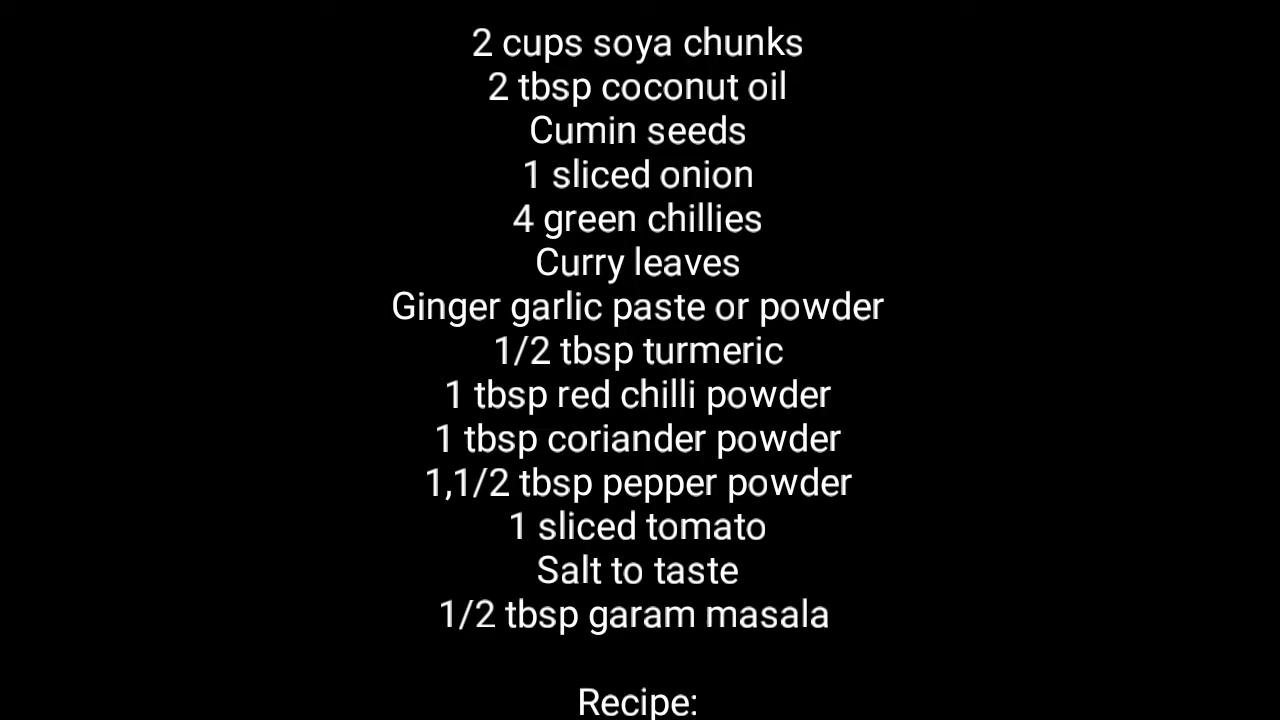 2 cups soya chunks
2 tbsp coconut oil
Cumin seeds
1 sliced onion
4 green chillies
Curry leaves
Ginger garlic paste or powder
1/2 tbsp turmeric
1 tbsp red chilli powder
1 tbsp coriander powder
1,1/2 tbsp pepper powder
1 sliced tomato
Salt to taste
1/2 tbsp garam masala
Recipe: